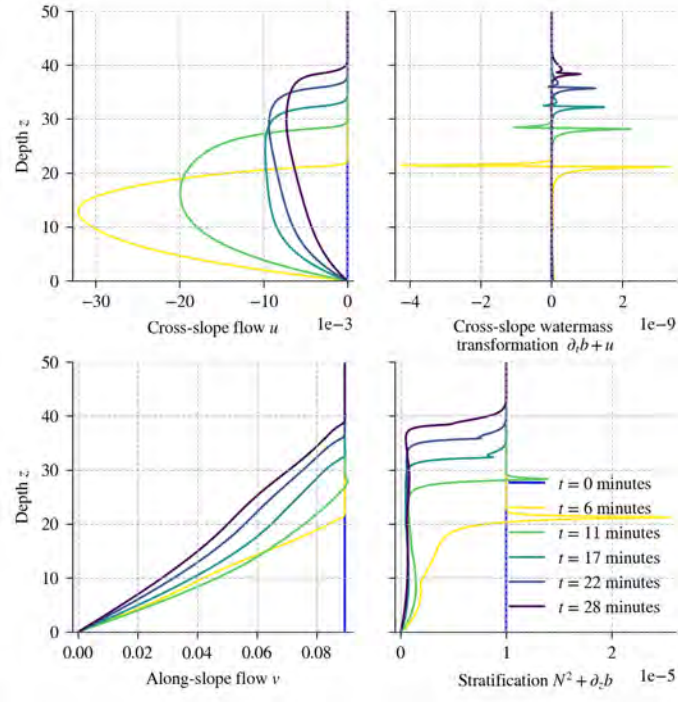 50
40
30
20
10
0
Depth z
−30
−20
−10
0
1e−3
Cross-slope flow u
−4
−2
0
2
1e−9
Cross-slope watermass
transformation ∂ₜb + u
50
40
30
20
10
0
Depth z
0.00
0.02
0.04
0.06
0.08
Along-slope flow v
t = 0 minutes
t = 6 minutes
t = 11 minutes
t = 17 minutes
t = 22 minutes
t = 28 minutes
0
1
1e−5
Stratification N² + ∂zb